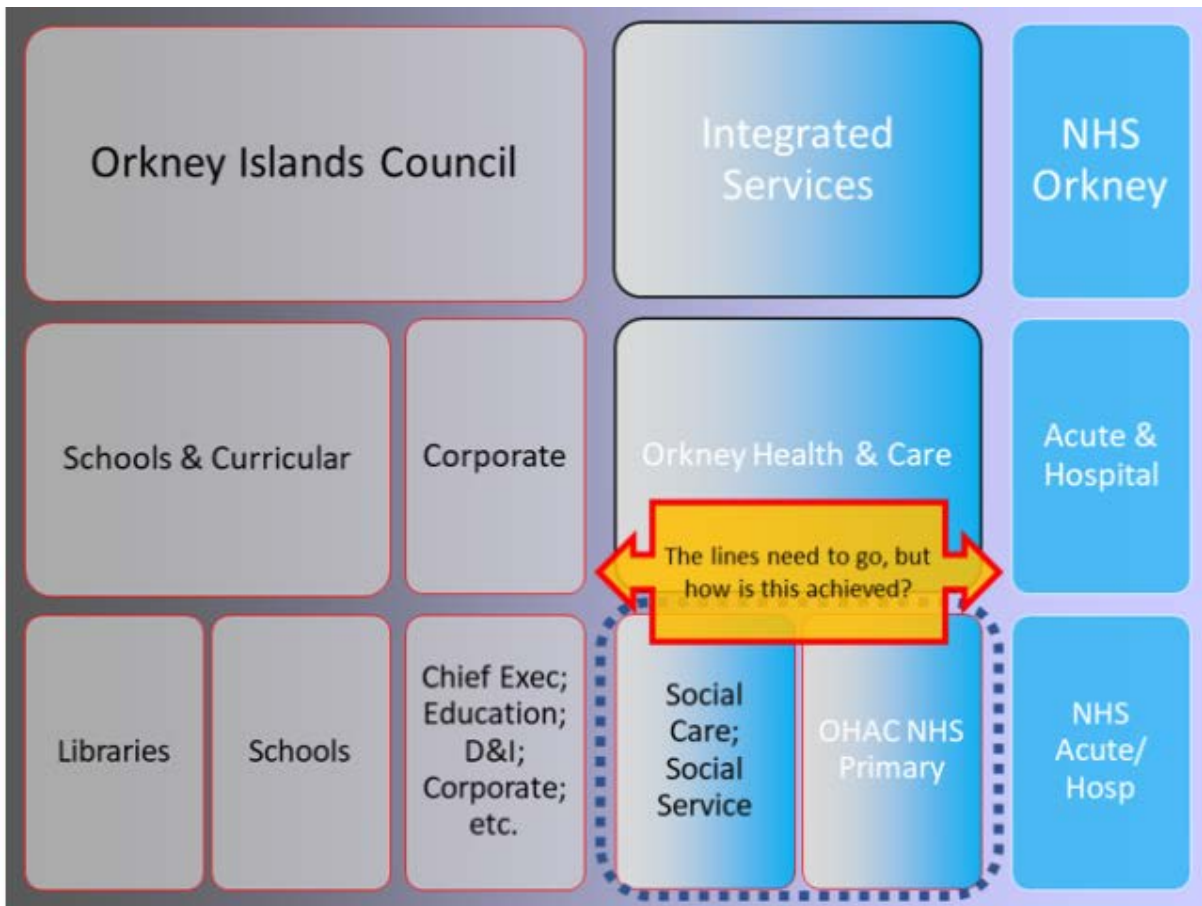 Orkney Islands Council
Integrated
Services
NHS
Orkney
Schools & Curricular
Corporate
Orkney Health & Care
Acute &
Hospital
The lines need to go, but
how is this achieved?
Libraries
Schools
Chief Exec;
Education;
D&I;
Corporate;
etc.
Social
Care;
Social
Service
OHAC NHS
Primary
NHS
Acute/
Hosp